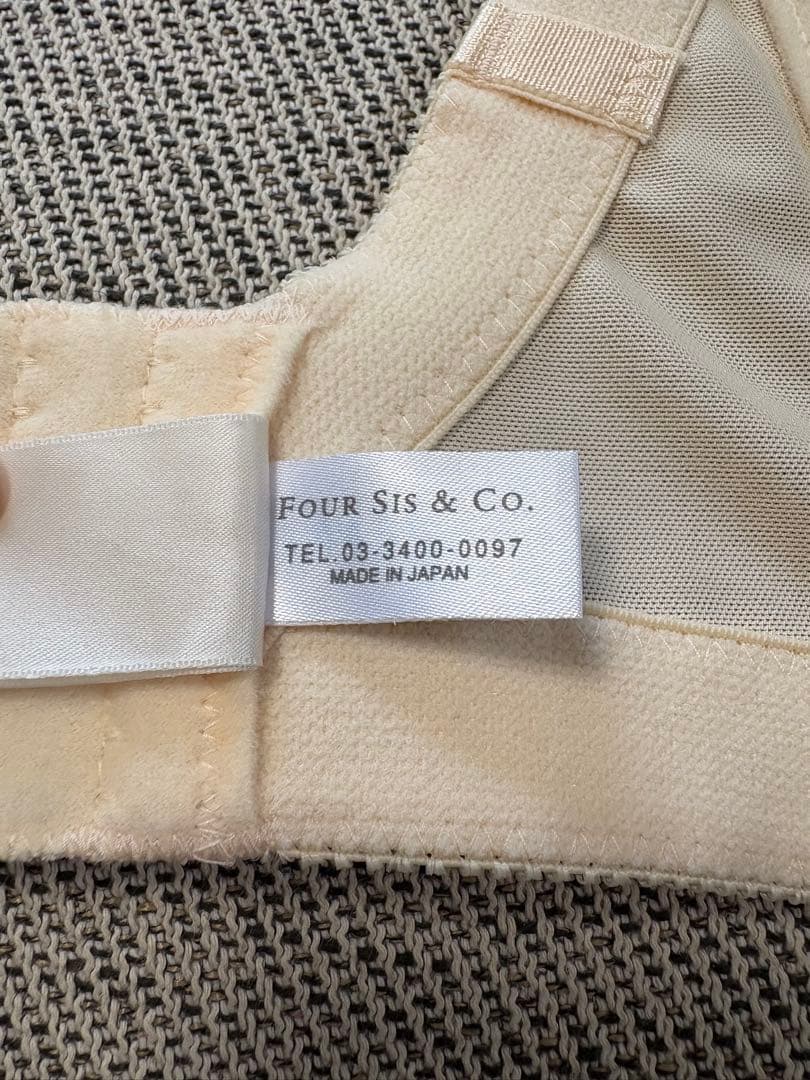 FOUR SIS & CO.
TEL.03-3400-0097
MADE IN JAPAN